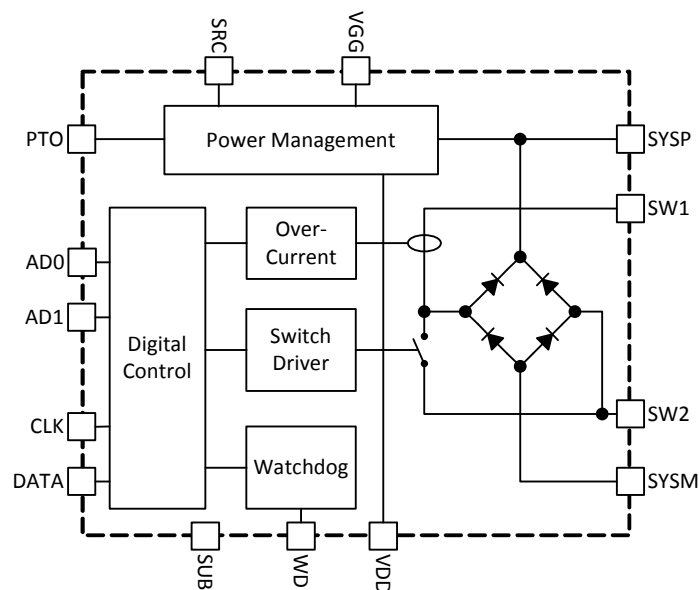 SRC
VGG
PTO
Power Management
SYSP
SW1
Over-
Current
AD0
AD1
Digital
Control
Switch
Driver
CLK
SW2
Watchdog
DATA
SYSM
SUB
WD
VDD